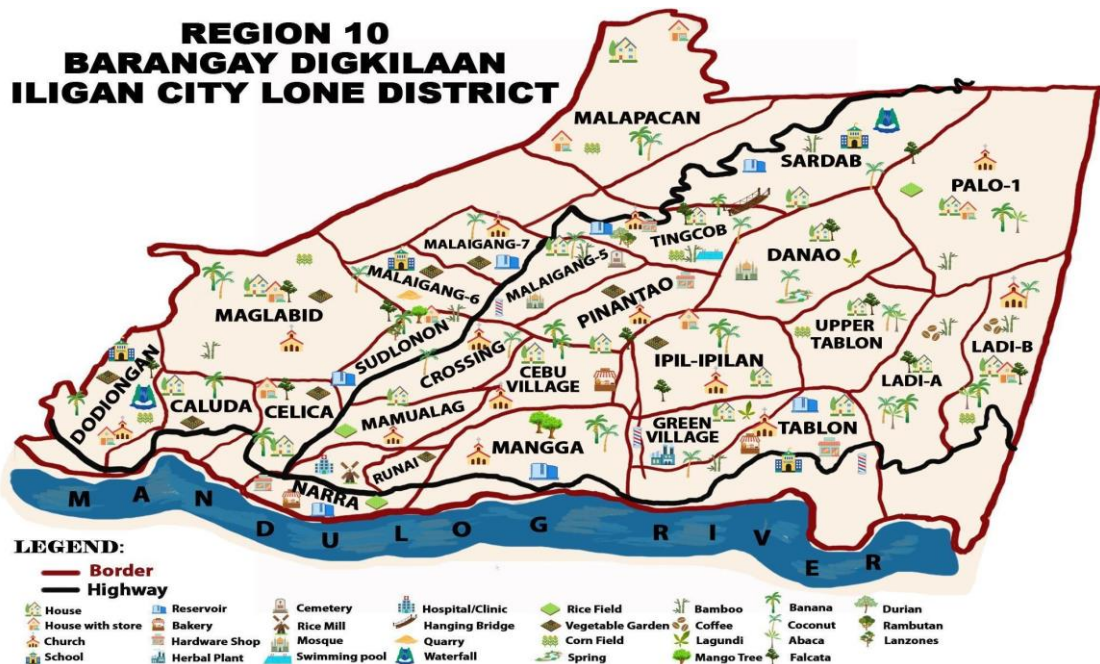 REGION 10
BARANGAY DIGKILAAN
ILIGAN CITY LONE DISTRICT
MALAPACAN
SARDAB
PALO-1
MALAIGANG-7
TINGCOB
MALAIGANG-6
MALAIGANG-5
DANAO
MAGLABID
PINANTAO
SUDLONON
CROSSING
CEBU
VILLAGE
IPIL-IPILAN
UPPER
TABLON
LADI-A
LADI-B
DODIONGAN
CALUDA
CELICA
MAMUALAG
RUNAI
MANGGA
GREEN
VILLAGE
TABLON
NARRA
MANDULOG RIVER
LEGEND:
Border
Highway
House
House with store
Church
School
Reservoir
Bakery
Hardware Shop
Herbal Plant
Cemetery
Rice Mill
Mosque
Swimming pool
Hospital/Clinic
Hanging Bridge
Quarry
Waterfall
Rice Field
Vegetable Garden
Corn Field
Spring
Bamboo
Coffee
Lagundi
Mango Tree
Banana
Coconut
Abaca
Falcata
Durian
Rambutan
Lanzones